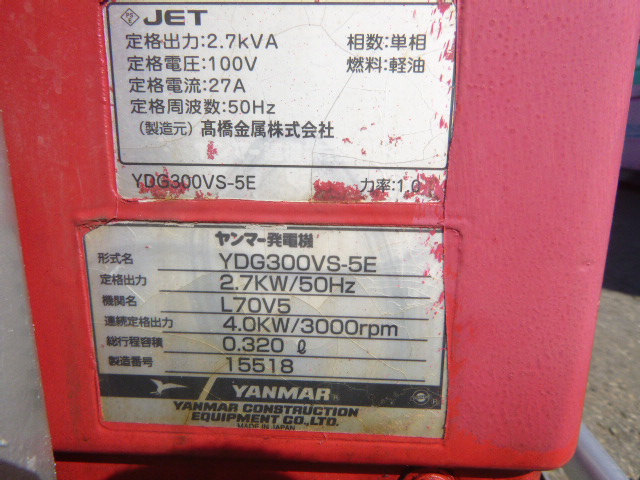 JET
定格出力:2.7kVA 相数:単相
定格電圧:100V 燃料:軽油
定格電流:27A
定格周波数:50Hz
(製造元) 髙橋金属株式会社
YDG300VS-5E 力率:1.0
ヤンマー発電機
形式名 YDG300VS-5E
定格出力 2.7KW/50Hz
機関名 L70V5
連続定格出力 4.0KW/3000rpm
総行程容積 0.320 ℓ
製造番号 15518
YANMAR
YANMAR CONSTRUCTION
EQUIPMENT CO.,LTD.
MADE IN JAPAN